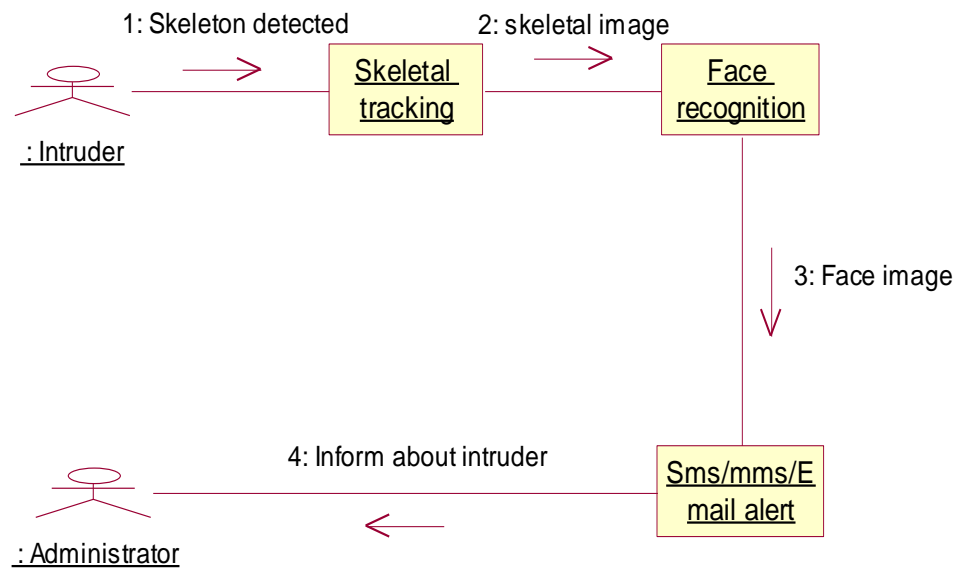 1: Skeleton detected
2: skeletal image
Skeletal
tracking
Face
recognition
: Intruder
3: Face image
4: Inform about intruder
Sms/mms/E
mail alert
: Administrator